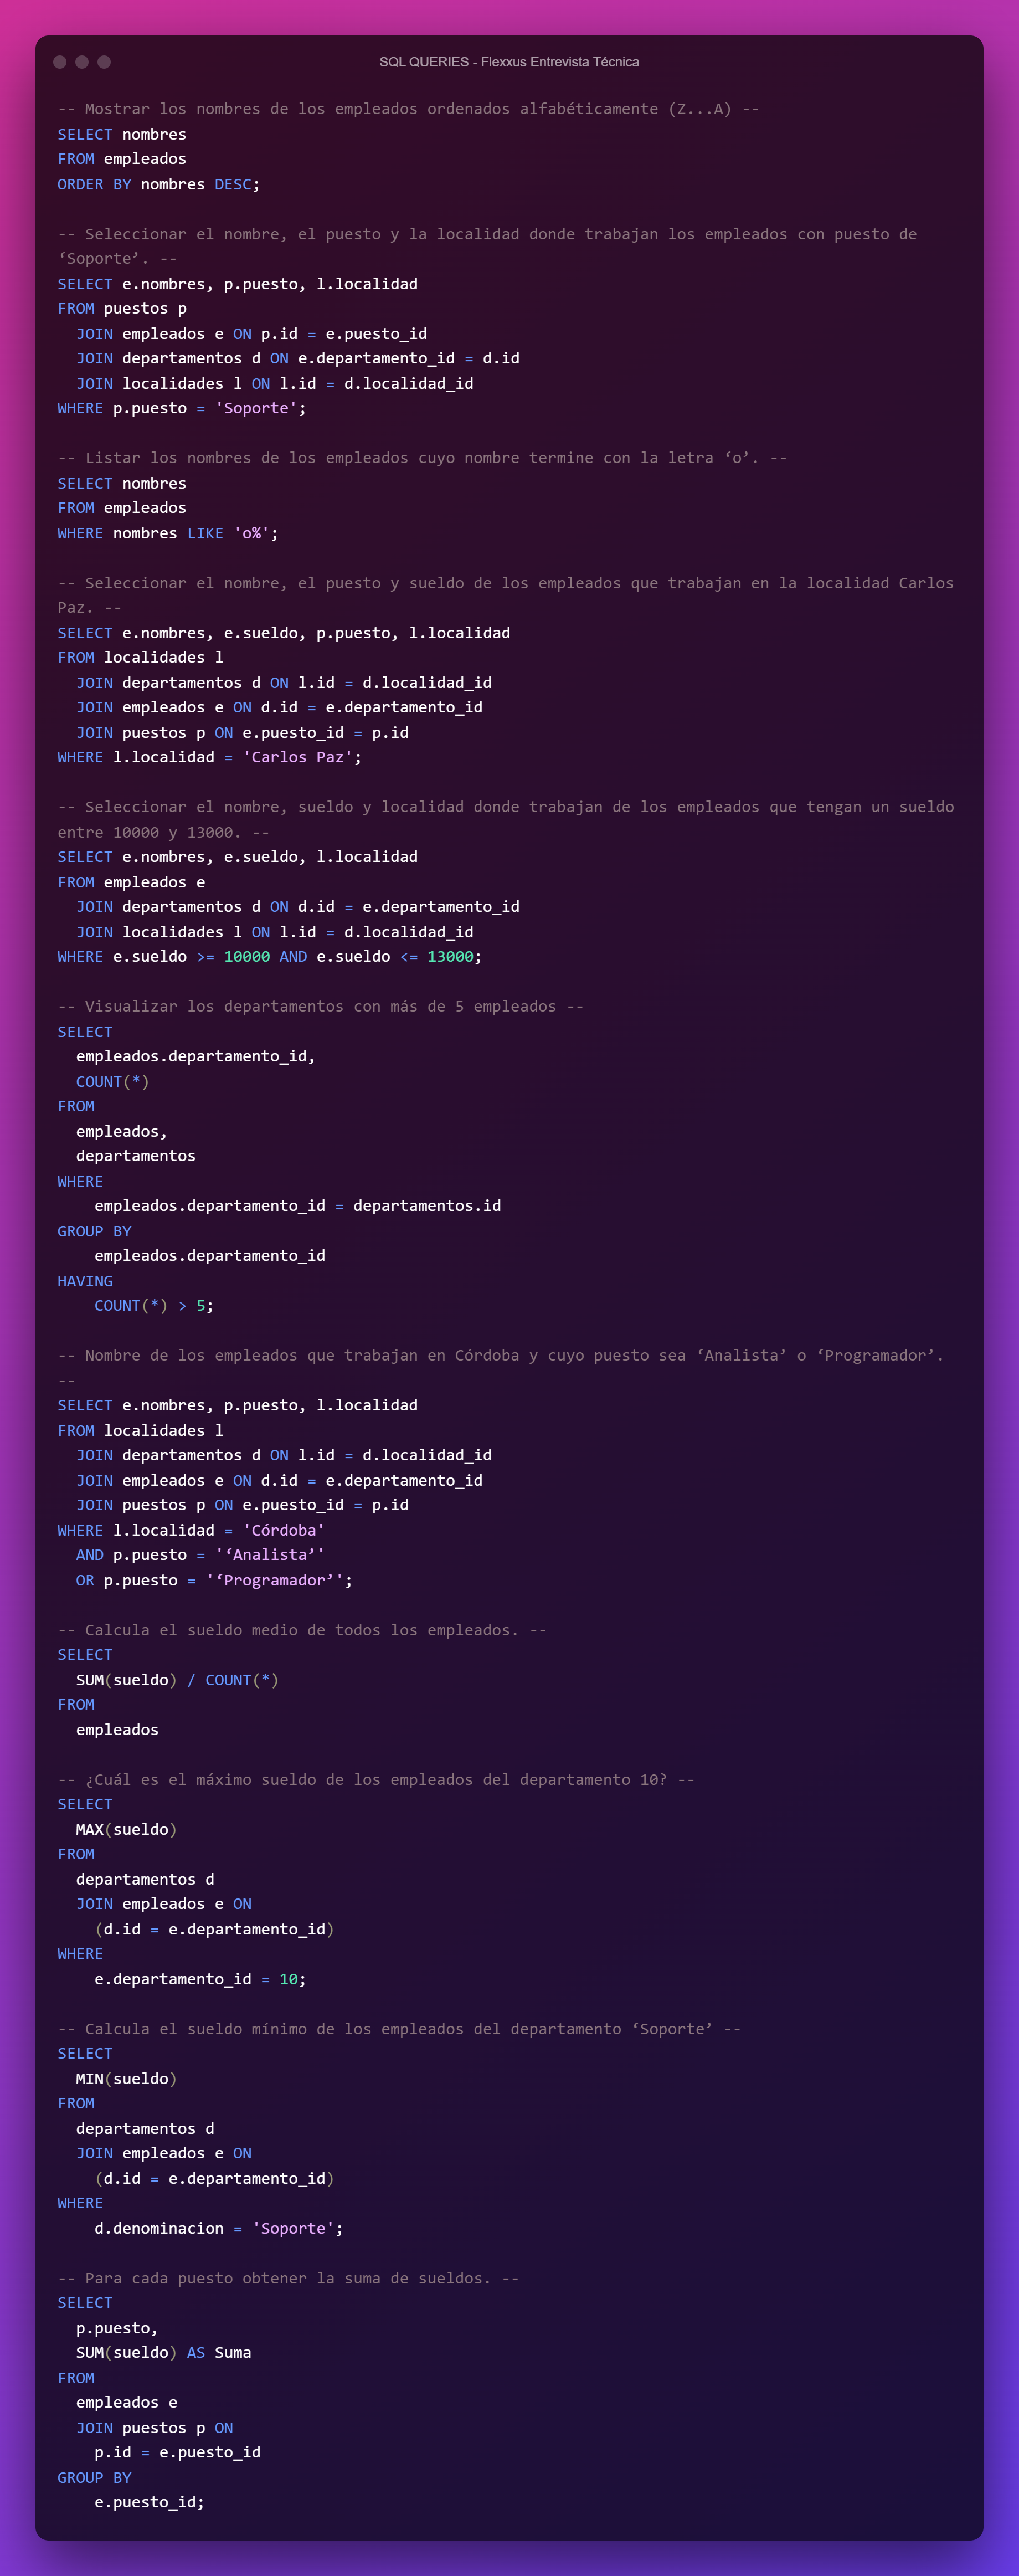 SQL QUERIES - Flexxus Entrevista Técnica
-- Mostrar los nombres de los empleados ordenados alfabéticamente (Z...A) --
SELECT nombres
FROM empleados
ORDER BY nombres DESC;
-- Seleccionar el nombre, el puesto y la localidad donde trabajan los empleados con puesto de
‘Soporte’. --
SELECT e.nombres, p.puesto, l.localidad
FROM puestos p
  JOIN empleados e ON p.id = e.puesto_id
  JOIN departamentos d ON e.departamento_id = d.id
  JOIN localidades l ON l.id = d.localidad_id
WHERE p.puesto = 'Soporte';
-- Listar los nombres de los empleados cuyo nombre termine con la letra ‘o’. --
SELECT nombres
FROM empleados
WHERE nombres LIKE 'o%';
-- Seleccionar el nombre, el puesto y sueldo de los empleados que trabajan en la localidad Carlos
Paz. --
SELECT e.nombres, e.sueldo, p.puesto, l.localidad
FROM localidades l
  JOIN departamentos d ON l.id = d.localidad_id
  JOIN empleados e ON d.id = e.departamento_id
  JOIN puestos p ON e.puesto_id = p.id
WHERE l.localidad = 'Carlos Paz';
-- Seleccionar el nombre, sueldo y localidad donde trabajan de los empleados que tengan un sueldo
entre 10000 y 13000. --
SELECT e.nombres, e.sueldo, l.localidad
FROM empleados e
  JOIN departamentos d ON d.id = e.departamento_id
  JOIN localidades l ON l.id = d.localidad_id
WHERE e.sueldo >= 10000 AND e.sueldo <= 13000;
-- Visualizar los departamentos con más de 5 empleados --
SELECT
  empleados.departamento_id,
  COUNT(*)
FROM
  empleados,
  departamentos
WHERE
    empleados.departamento_id = departamentos.id
GROUP BY
    empleados.departamento_id
HAVING
    COUNT(*) > 5;
-- Nombre de los empleados que trabajan en Córdoba y cuyo puesto sea ‘Analista’ o ‘Programador’.
--
SELECT e.nombres, p.puesto, l.localidad
FROM localidades l
  JOIN departamentos d ON l.id = d.localidad_id
  JOIN empleados e ON d.id = e.departamento_id
  JOIN puestos p ON e.puesto_id = p.id
WHERE l.localidad = 'Córdoba'
  AND p.puesto = '‘Analista’'
  OR p.puesto = '‘Programador’';
-- Calcula el sueldo medio de todos los empleados. --
SELECT
  SUM(sueldo) / COUNT(*)
FROM
  empleados
-- ¿Cuál es el máximo sueldo de los empleados del departamento 10? --
SELECT
  MAX(sueldo)
FROM
  departamentos d
  JOIN empleados e ON
    (d.id = e.departamento_id)
WHERE
    e.departamento_id = 10;
-- Calcula el sueldo mínimo de los empleados del departamento ‘Soporte’ --
SELECT
  MIN(sueldo)
FROM
  departamentos d
  JOIN empleados e ON
    (d.id = e.departamento_id)
WHERE
    d.denominacion = 'Soporte';
-- Para cada puesto obtener la suma de sueldos. --
SELECT
  p.puesto,
  SUM(sueldo) AS Suma
FROM
  empleados e
  JOIN puestos p ON
    p.id = e.puesto_id
GROUP BY
    e.puesto_id;